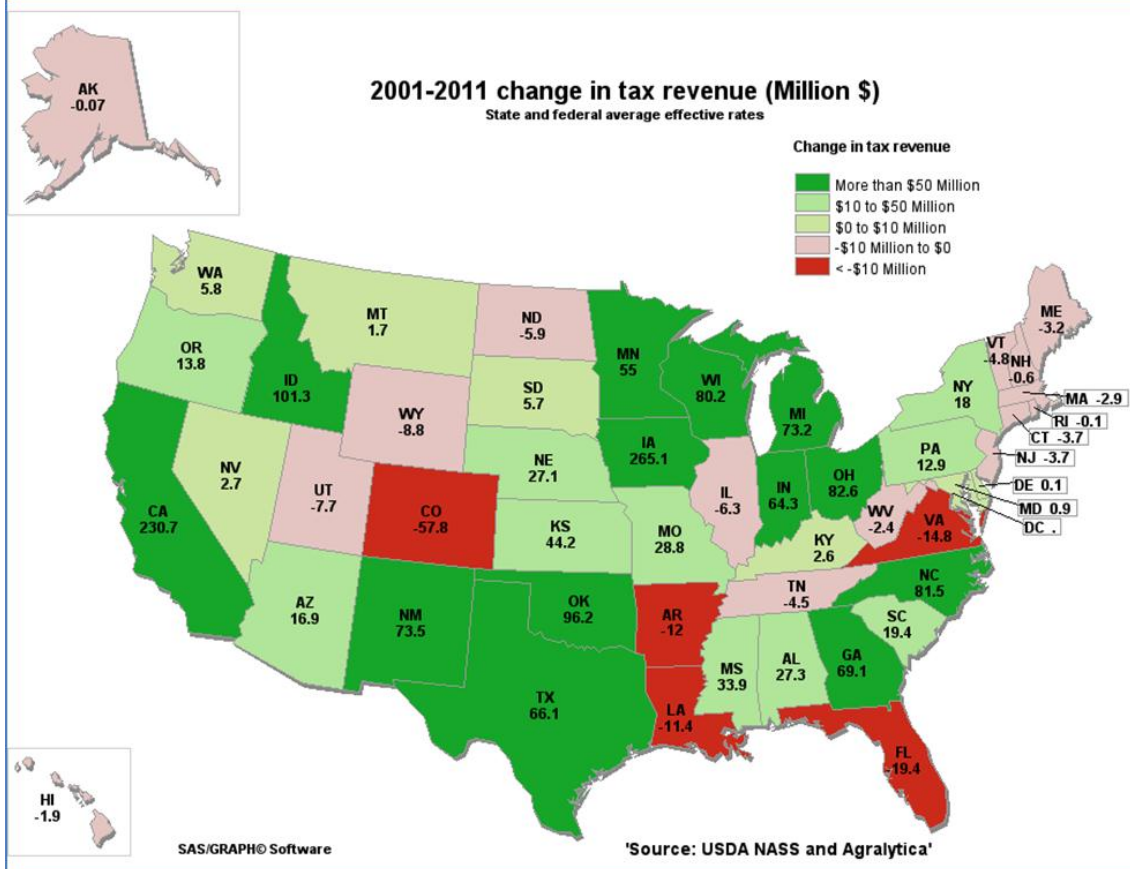 2001-2011 change in tax revenue (Million $)
State and federal average effective rates
Change in tax revenue
More than $50 Million
$10 to $50 Million
$0 to $10 Million
-$10 Million to $0
< -$10 Million
AK
-0.07
WA
5.8
MT
1.7
ND
-5.9
MN
55
ME
-3.2
VT
-4.8
NH
-0.6
OR
13.8
ID
101.3
SD
5.7
WI
80.2
MI
73.2
NY
18
MA -2.9
RI -0.1
CT -3.7
NJ -3.7
WY
-8.8
IA
265.1
NE
27.1
PA
12.9
DE 0.1
MD 0.9
DC .
NV
2.7
UT
-7.7
CO
-57.8
CA
230.7
IL
-6.3
IN
64.3
OH
82.6
WV
-2.4
VA
-14.8
KS
44.2
MO
28.8
KY
2.6
TN
-4.5
NC
81.5
AZ
16.9
NM
73.5
OK
96.2
AR
-12
SC
19.4
MS
33.9
AL
27.3
GA
69.1
TX
66.1
LA
-11.4
FL
-19.4
HI
-1.9
SAS/GRAPH© Software
'Source: USDA NASS and Agralytica'